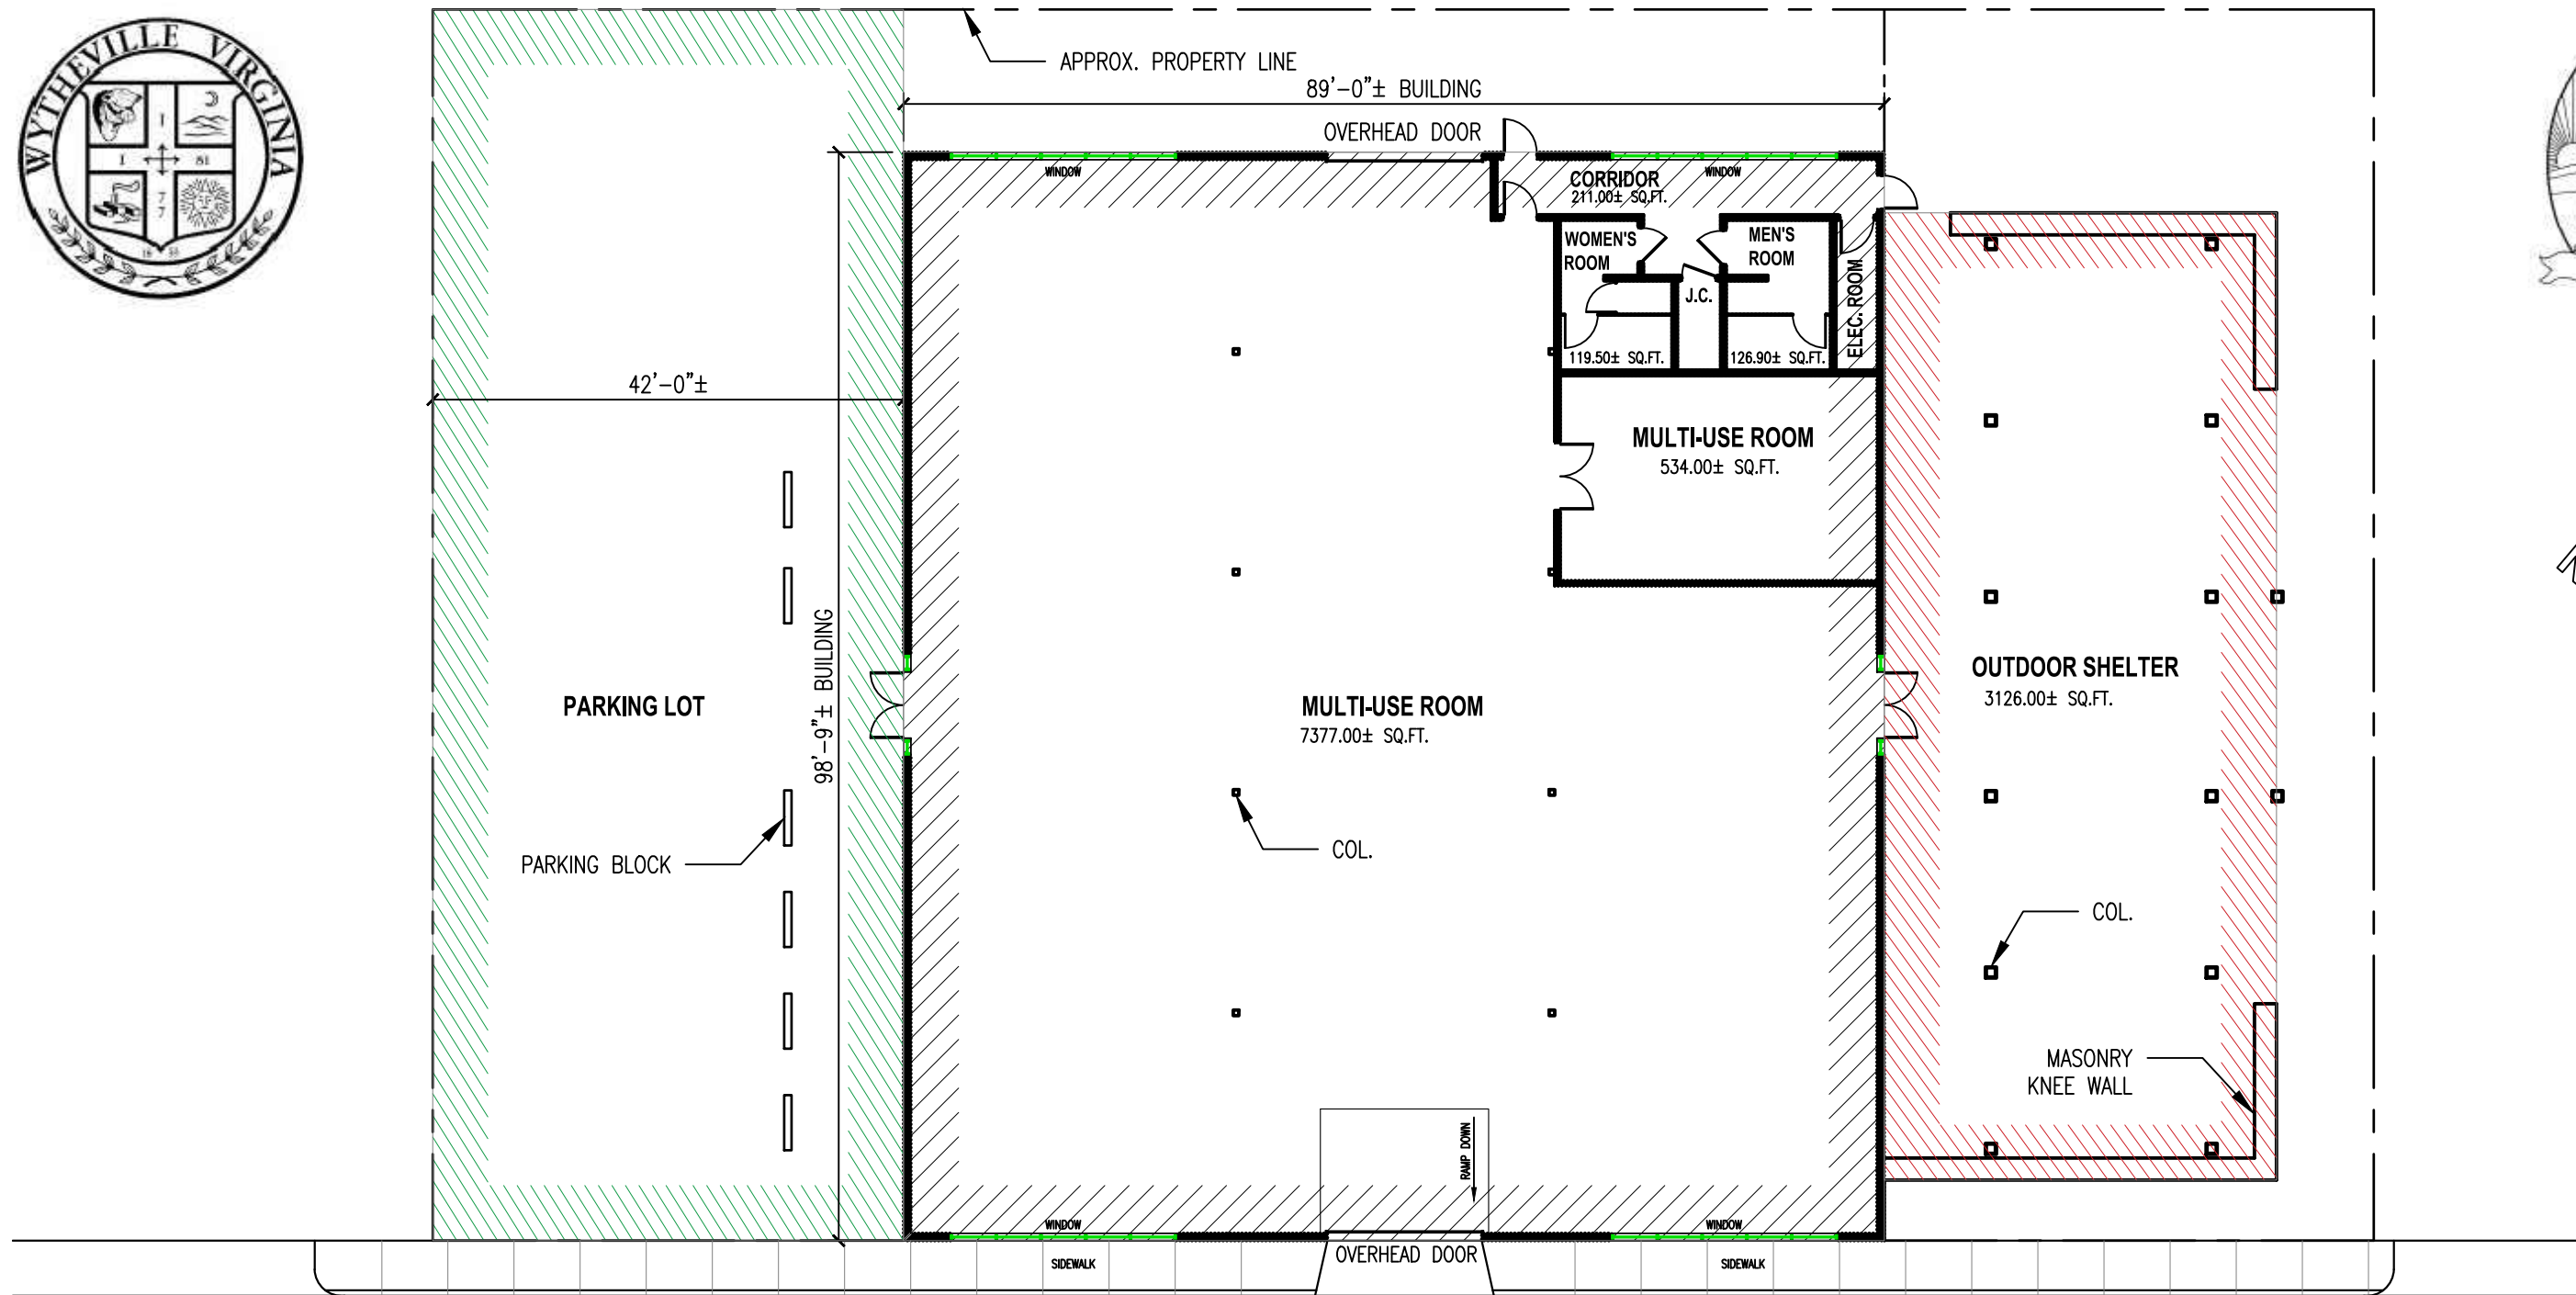 WYTHEVILLE VIRGINIA
I
I 81
7
7
APPROX. PROPERTY LINE
89'-0"± BUILDING
OVERHEAD DOOR
WINDOW
CORRIDOR
211.00± SQ.FT.
WINDOW
WOMEN'S
ROOM
MEN'S
ROOM
J.C.
ELEC. ROOM
119.50± SQ.FT.
126.90± SQ.FT.
42'-0"±
MULTI-USE ROOM
534.00± SQ.FT.
98'-9"± BUILDING
PARKING LOT
MULTI-USE ROOM
7377.00± SQ.FT.
OUTDOOR SHELTER
3126.00± SQ.FT.
PARKING BLOCK
COL.
COL.
MASONRY
KNEE WALL
RAMP DOWN
WINDOW
WINDOW
OVERHEAD DOOR
SIDEWALK
SIDEWALK